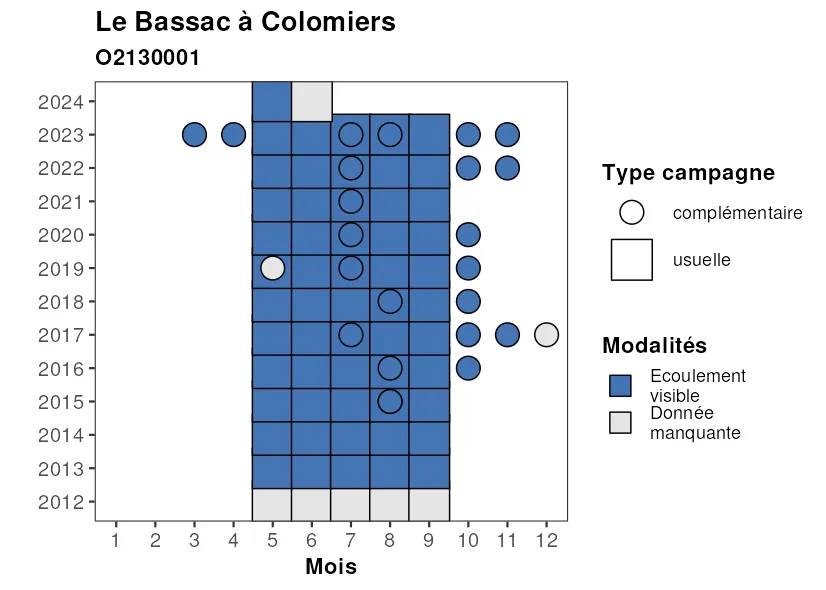 Le Bassac à Colomiers
O2130001
2024
2023
2022
2021
2020
2019
2018
2017
2016
2015
2014
2013
2012
1 2 3 4 5 6 7 8 9 10 11 12
Mois
Type campagne
complémentaire
usuelle
Modalités
Ecoulement
visible
Donnée
manquante